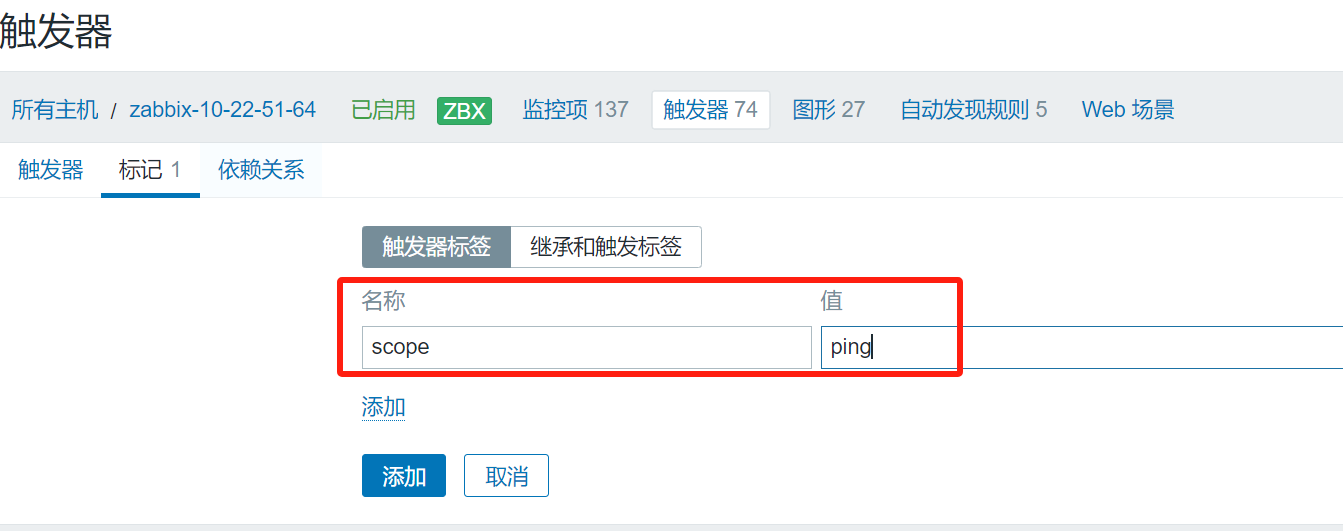 触发器
所有主机 / zabbix-10-22-51-64 已启用 ZBX 监控项 137 触发器 74 图形 27 自动发现规则 5 Web 场景
触发器 标记 1 依赖关系
触发器标签 继承和触发标签
名称 值
scope ping
添加
添加 取消